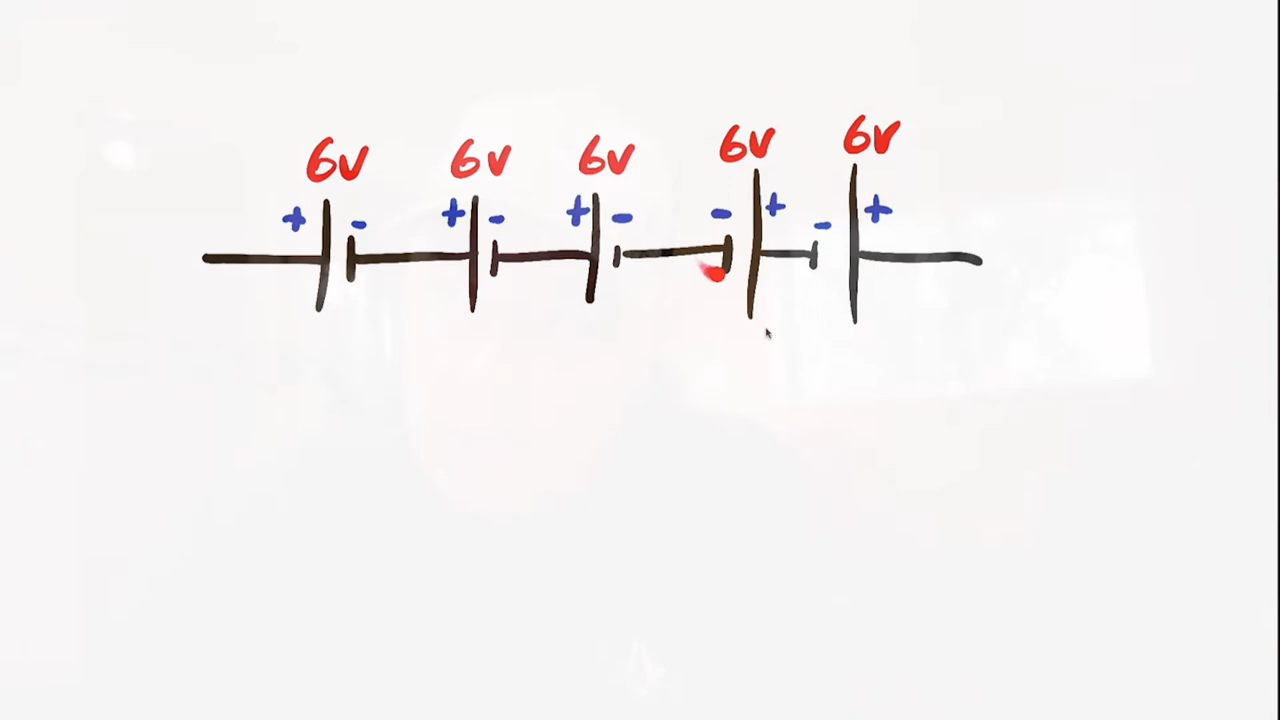 6v 6v 6v 6v 6v
+ - + - + - - + - +